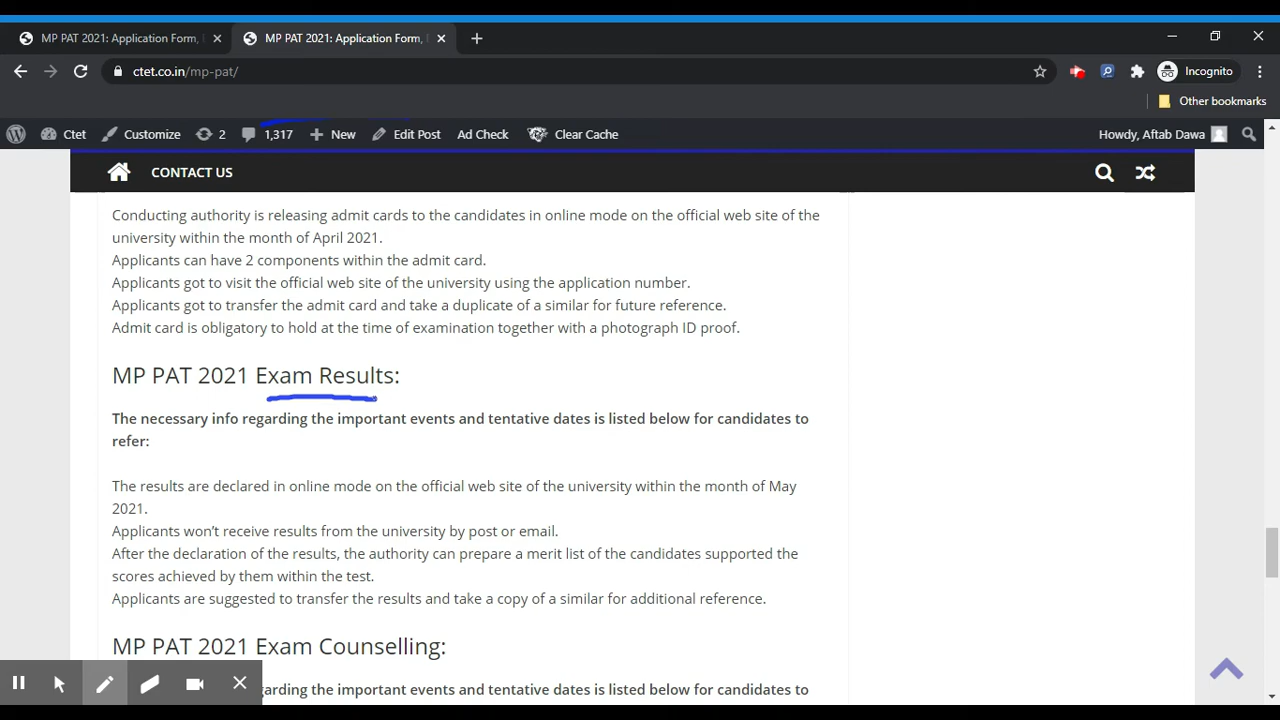 MP PAT 2021: Application Form,
MP PAT 2021: Application Form,
ctet.co.in/mp-pat/
Incognito
Other bookmarks
Ctet Customize 2 1,317 New Edit Post Ad Check Clear Cache Howdy, Aftab Dawa
CONTACT US
Conducting authority is releasing admit cards to the candidates in online mode on the official web site of the
university within the month of April 2021.
Applicants can have 2 components within the admit card.
Applicants got to visit the official web site of the university using the application number.
Applicants got to transfer the admit card and take a duplicate of a similar for future reference.
Admit card is obligatory to hold at the time of examination together with a photograph ID proof.
MP PAT 2021 Exam Results:
The necessary info regarding the important events and tentative dates is listed below for candidates to
refer:
The results are declared in online mode on the official web site of the university within the month of May
2021.
Applicants won’t receive results from the university by post or email.
After the declaration of the results, the authority can prepare a merit list of the candidates supported the
scores achieved by them within the test.
Applicants are suggested to transfer the results and take a copy of a similar for additional reference.
MP PAT 2021 Exam Counselling:
garding the important events and tentative dates is listed below for candidates to